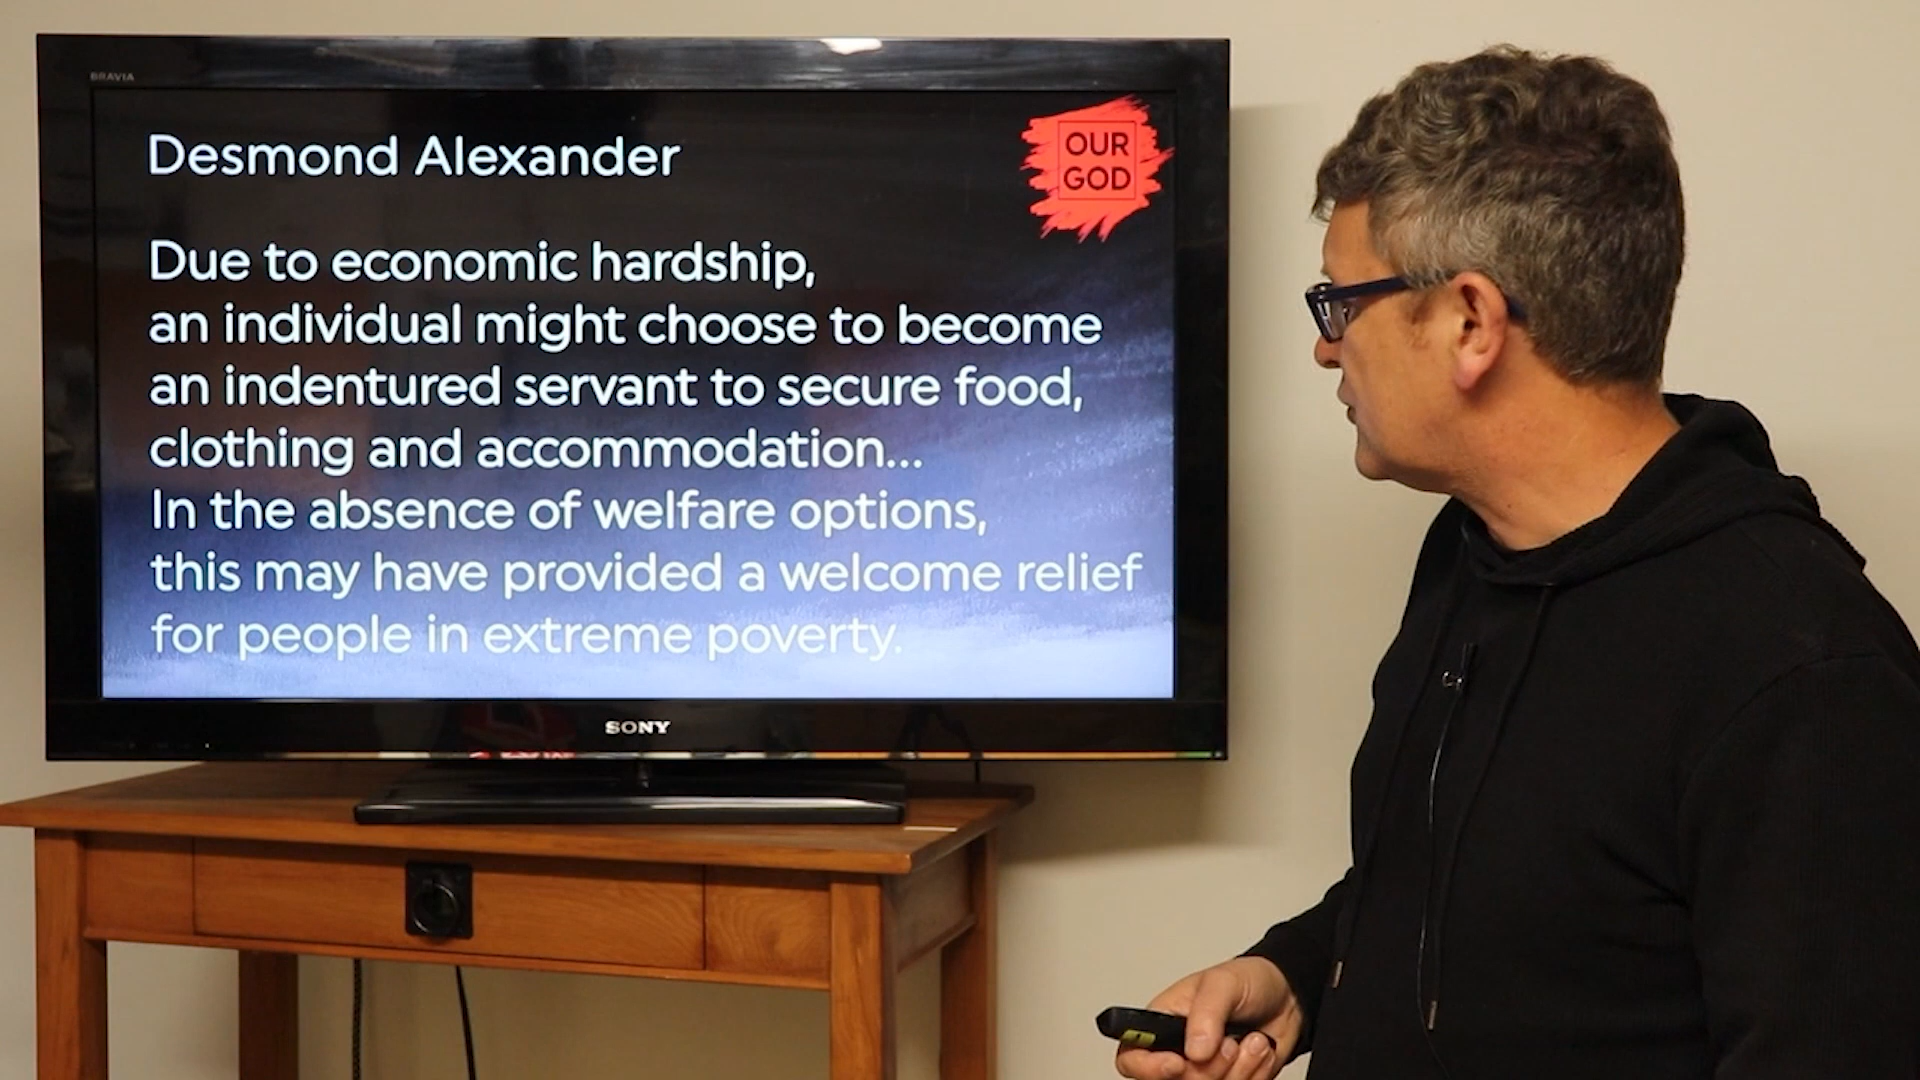 BRAVIA
Desmond Alexander
OUR
GOD
Due to economic hardship,
an individual might choose to become
an indentured servant to secure food,
clothing and accommodation...
In the absence of welfare options,
this may have provided a welcome relief
for people in extreme poverty.
SONY